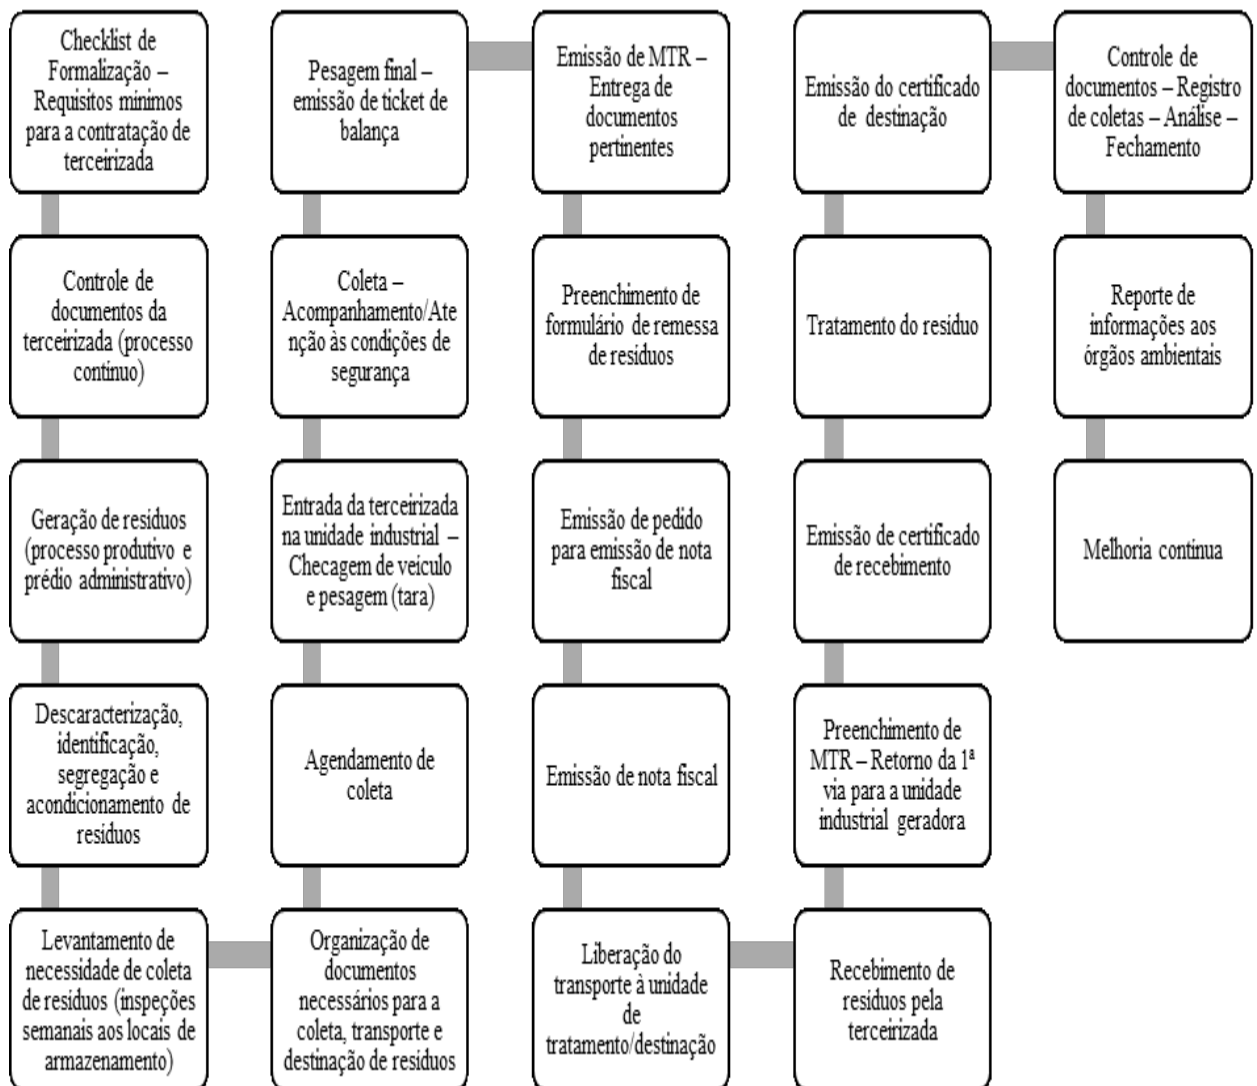 Checklist de
Formalização –
Requisitos mínimos
para a contratação de
terceirizada
Controle de
documentos da
terceirizada (processo
contínuo)
Geração de resíduos
(processo produtivo e
prédio administrativo)
Descaracterização,
identificação,
segregação e
acondicionamento de
resíduos
Levantamento de
necessidade de coleta
de resíduos (inspeções
semanais aos locais de
armazenamento)
Organização de
documentos
necessários para a
coleta, transporte e
destinação de resíduos
Agendamento de
coleta
Entrada da terceirizada
na unidade industrial –
Checagem de veículo
e pesagem (tara)
Coleta –
Acompanhamento/Ate
nção às condições de
segurança
Pesagem final –
emissão de ticket de
balança
Emissão de MTR –
Entrega de
documentos
pertinentes
Preenchimento de
formulário de remessa
de resíduos
Emissão de pedido
para emissão de nota
fiscal
Emissão de nota fiscal
Liberação do
transporte à unidade
de
tratamento/destinação
Recebimento de
resíduos pela
terceirizada
Preenchimento de
MTR – Retorno da 1ª
via para a unidade
industrial geradora
Emissão de certificado
de recebimento
Tratamento do resíduo
Emissão do certificado
de destinação
Controle de
documentos – Registro
de coletas – Análise –
Fechamento
Reporte de
informações aos
órgãos ambientais
Melhoria contínua